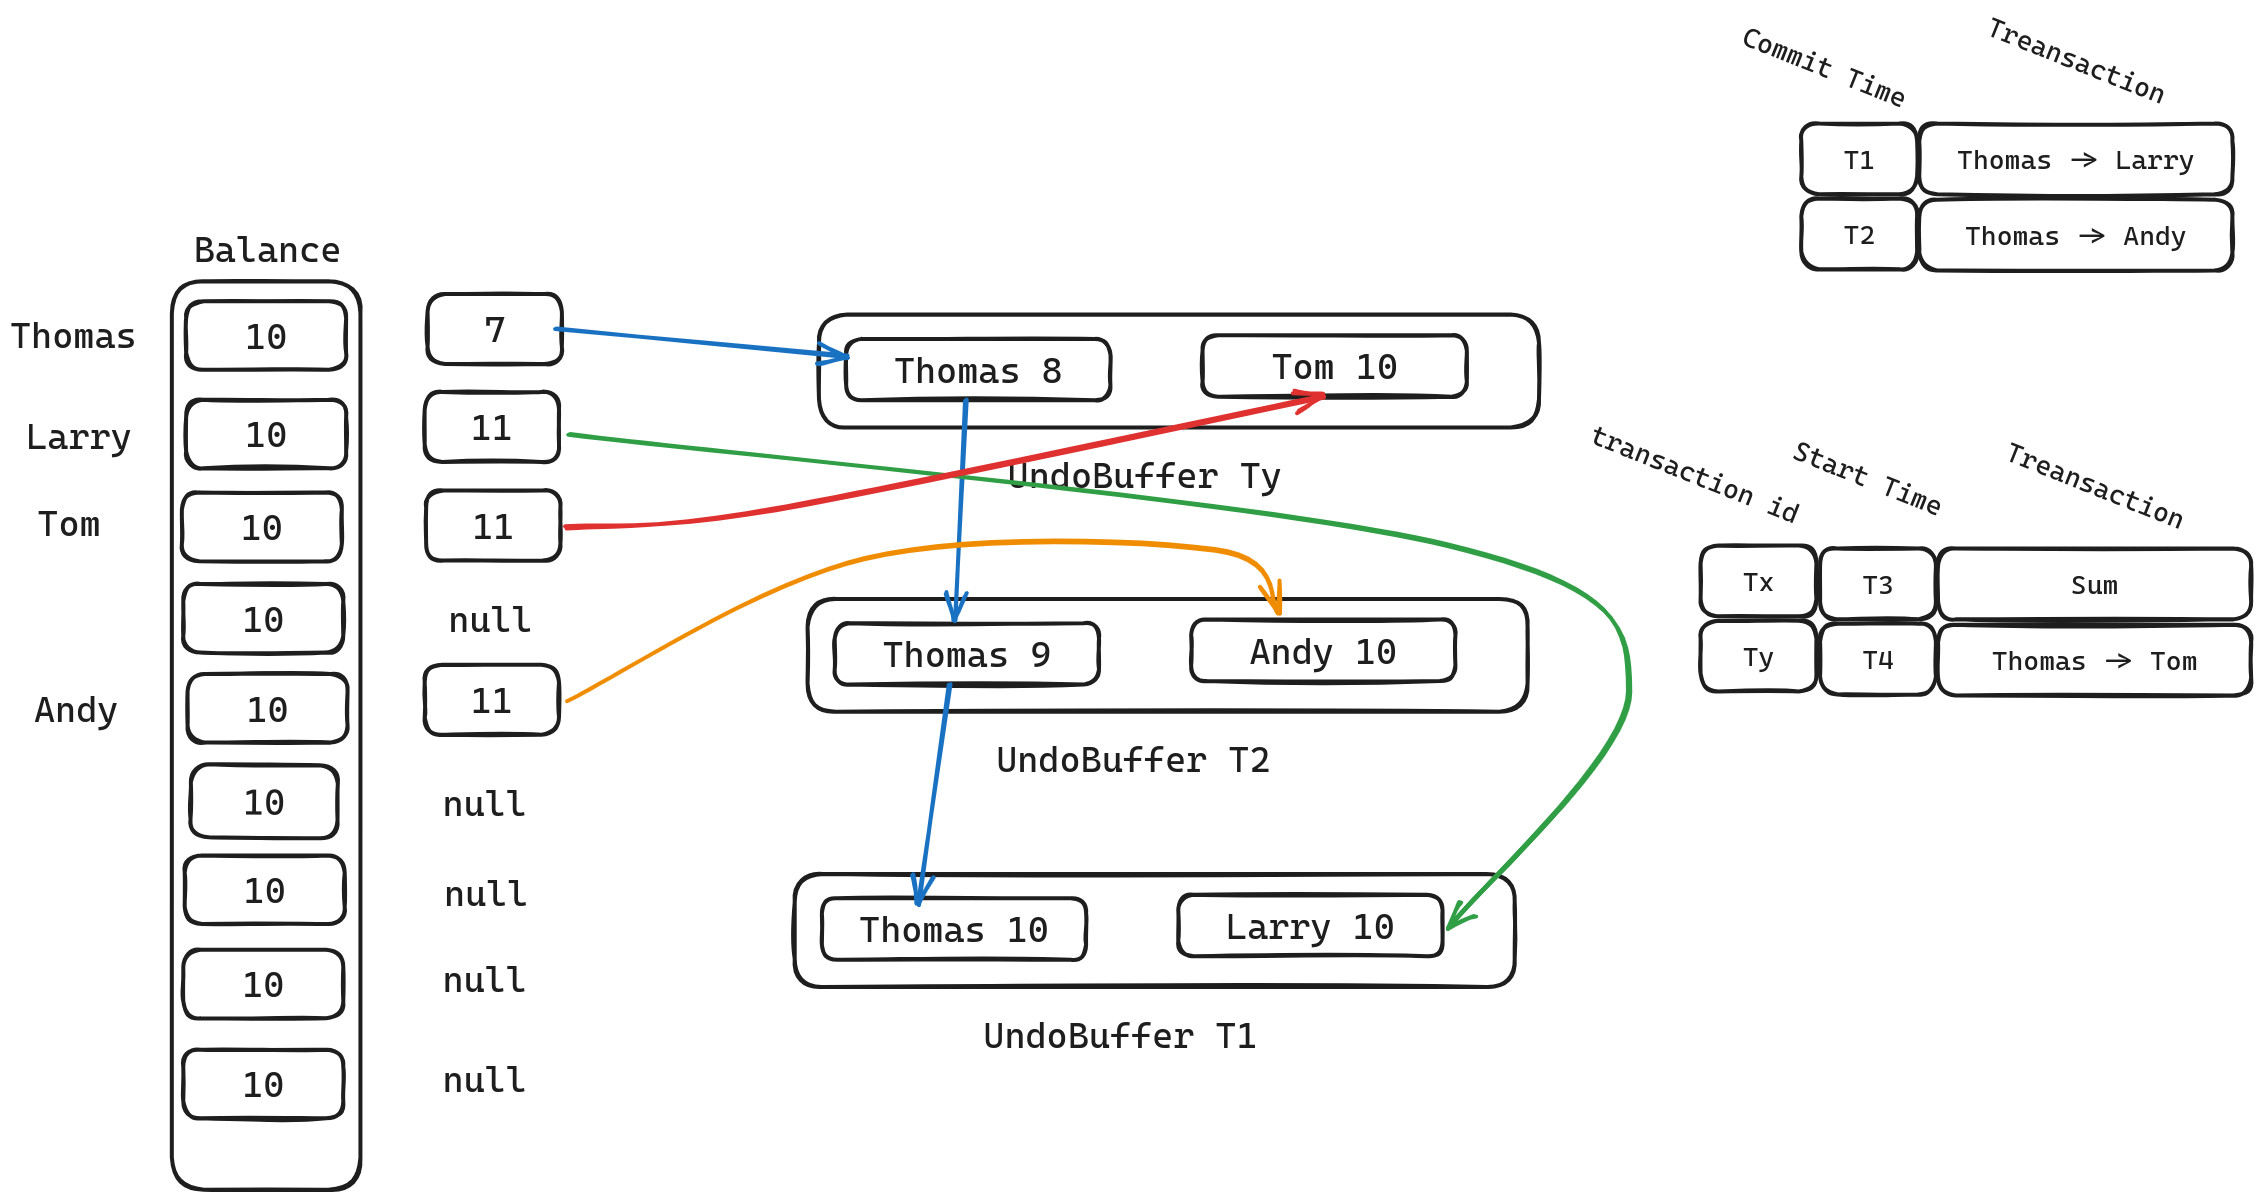 Commit Time
Treansaction
T1
Thomas → Larry
T2
Thomas → Andy
Balance
Thomas
10
7
Larry
10
11
Tom
10
11
10
null
Andy
10
11
10
null
10
null
10
null
10
null
Thomas 8
Tom 10
UndoBuffer Ty
Thomas 9
Andy 10
UndoBuffer T2
Thomas 10
Larry 10
UndoBuffer T1
transaction id
Start Time
Treansaction
Tx
T3
Sum
Ty
T4
Thomas → Tom